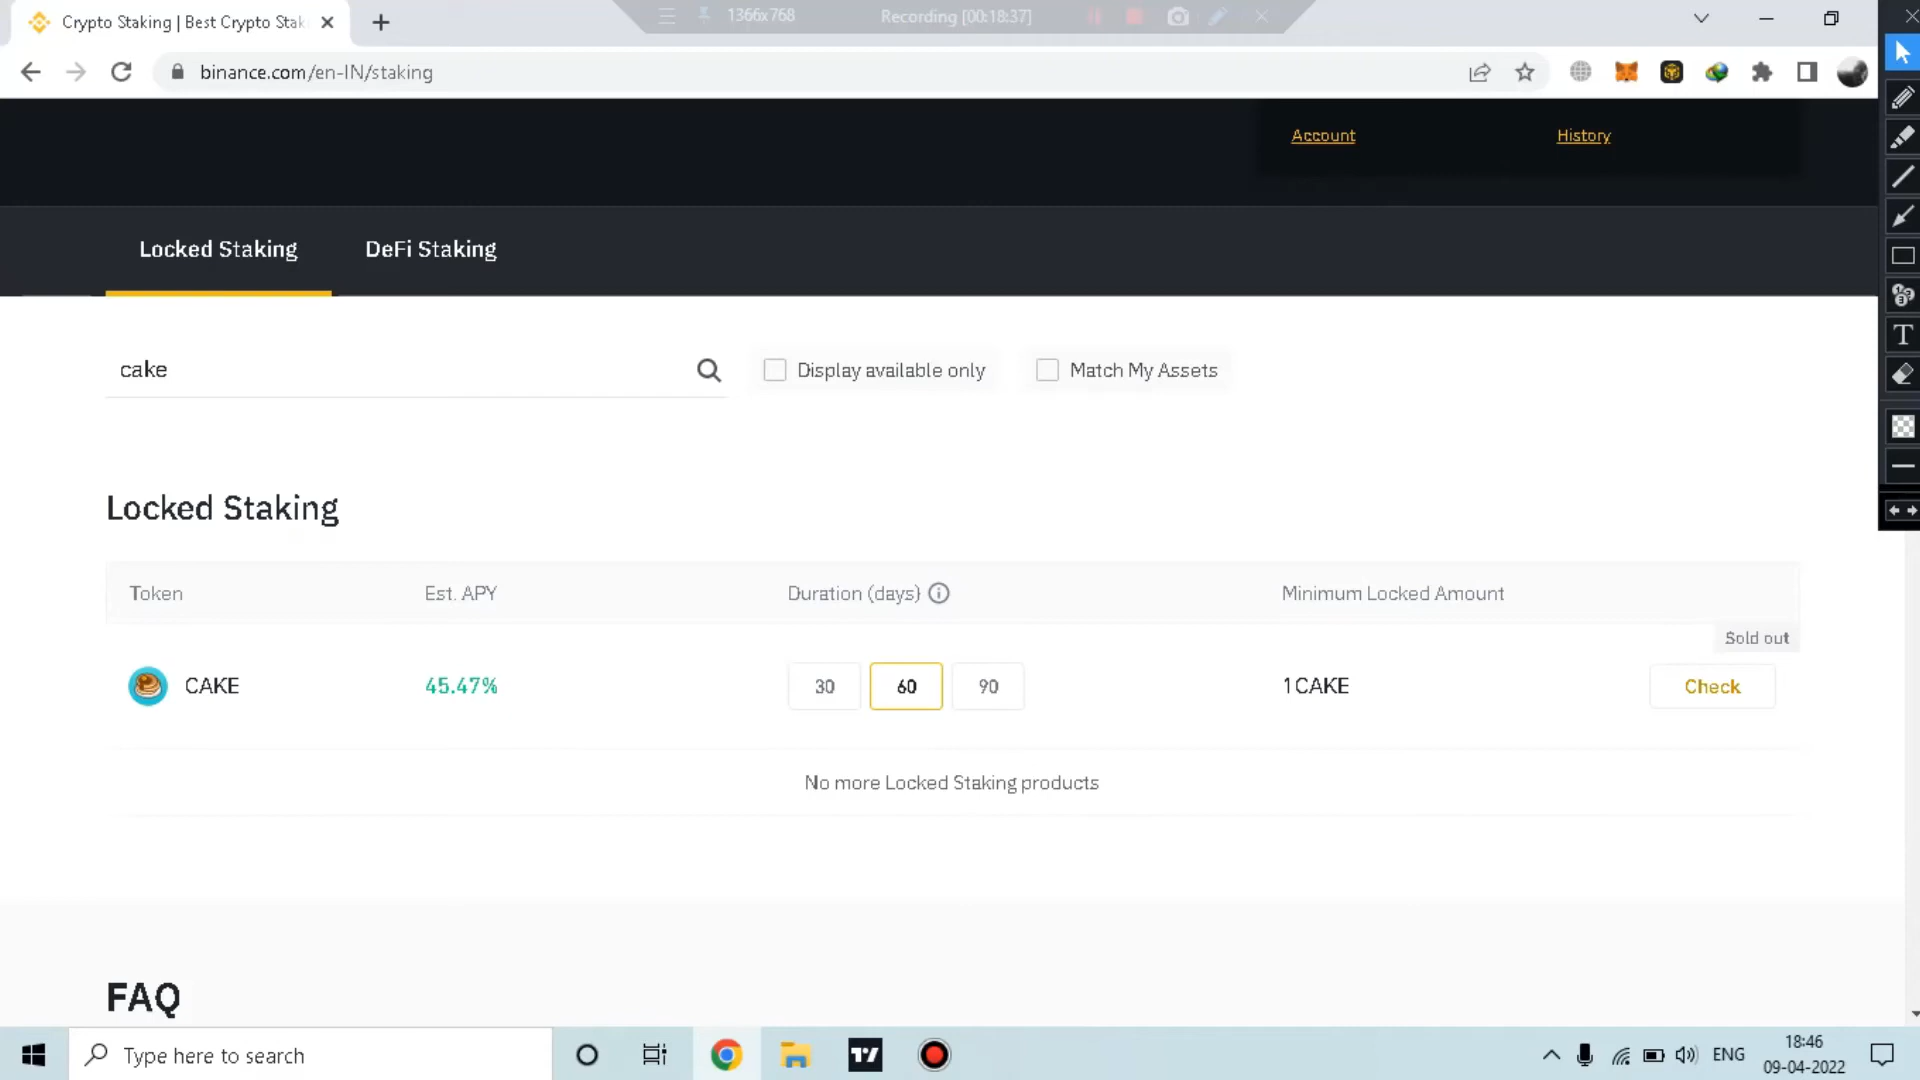 Crypto Staking | Best Crypto Stak
1366x768
Recording [00:18:37]
binance.com/en-IN/staking
Account
History
Locked Staking
DeFi Staking
cake
Display available only
Match My Assets
Locked Staking
Token
Est. APY
Duration (days)
Minimum Locked Amount
Sold out
CAKE
45.47%
30
60
90
1 CAKE
Check
No more Locked Staking products
FAQ
Type here to search
ENG
18:46
09-04-2022